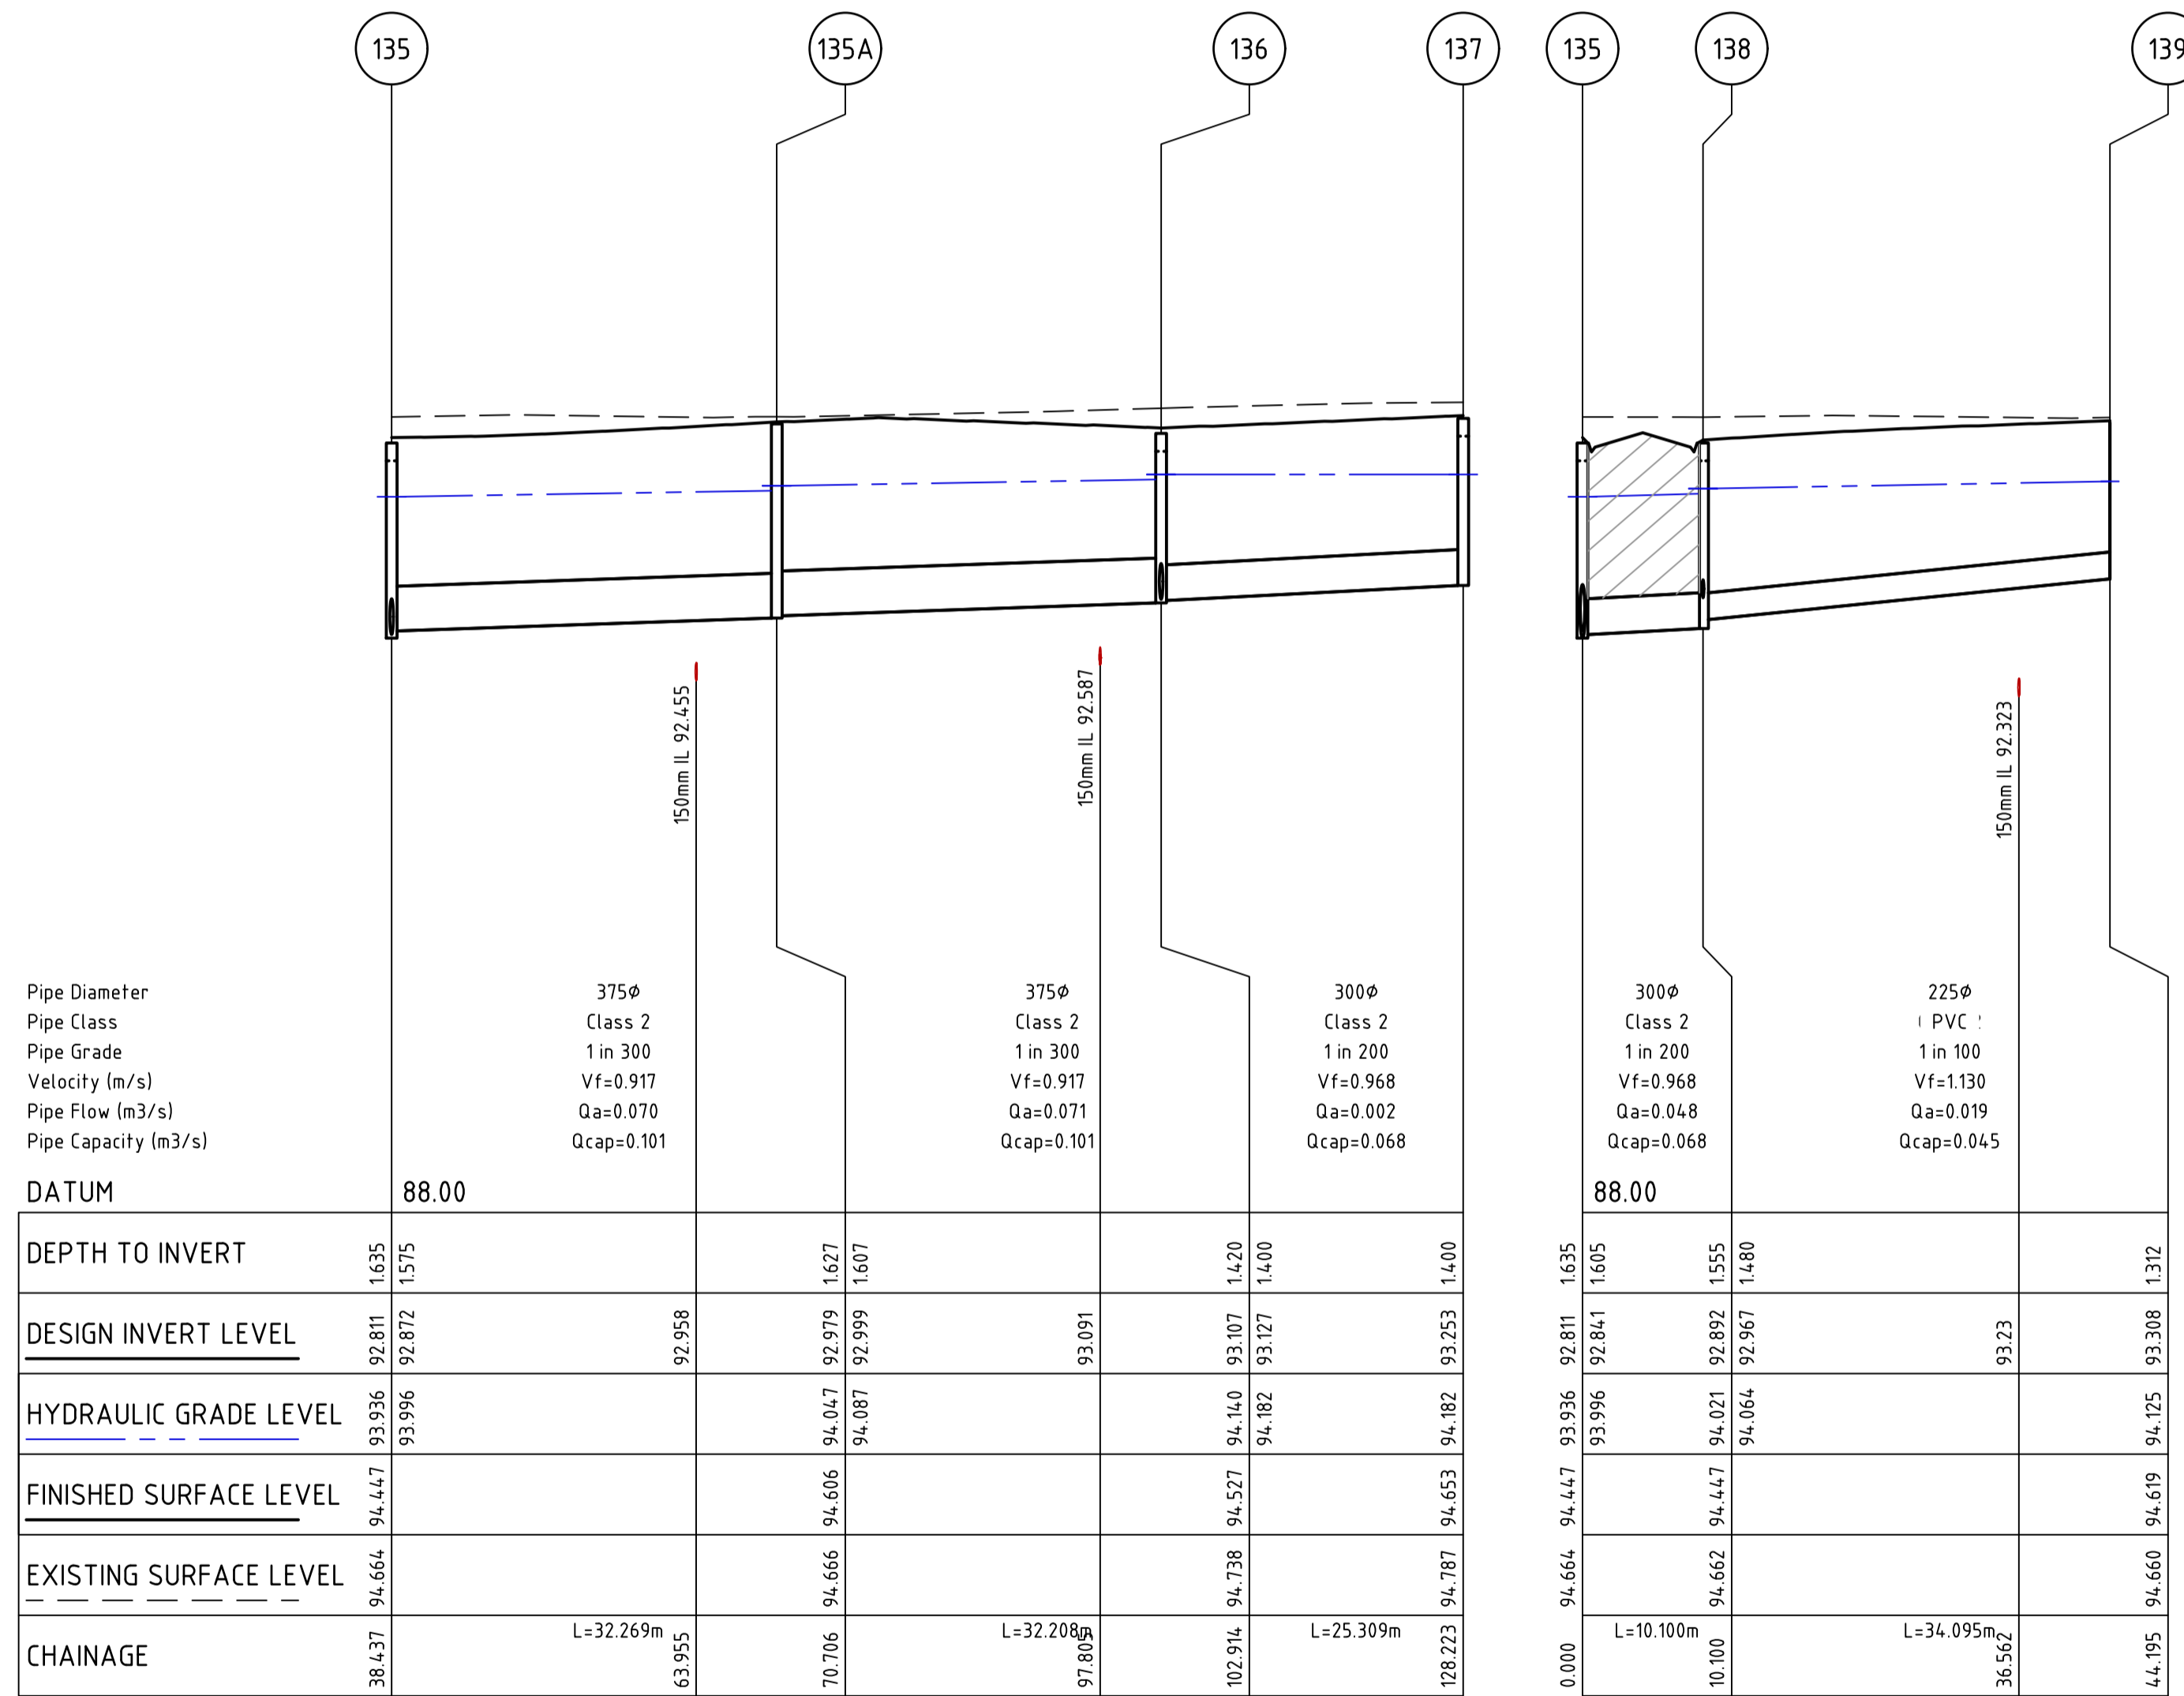 135 135A 136 137 135 138 139
150mm IL 92.455
150mm IL 92.587
150mm IL 92.323
Pipe Diameter 375Ø 375Ø 300Ø 300Ø 225Ø
Pipe Class Class 2 Class 2 Class 2 Class 2 PVC
Pipe Grade 1 in 300 1 in 300 1 in 200 1 in 200 1 in 100
Velocity (m/s) Vf=0.917 Vf=0.917 Vf=0.968 Vf=0.968 Vf=1.130
Pipe Flow (m3/s) Qa=0.070 Qa=0.071 Qa=0.002 Qa=0.048 Qa=0.019
Pipe Capacity (m3/s) Qcap=0.101 Qcap=0.101 Qcap=0.068 Qcap=0.068 Qcap=0.045
DATUM 88.00 88.00
DEPTH TO INVERT 1.635 1.575 1.627 1.607 1.420 1.400 1.400 1.635 1.605 1.555 1.480 1.312
DESIGN INVERT LEVEL 92.811 92.872 92.958 92.979 92.999 93.091 93.107 93.127 93.253 92.811 92.841 92.892 92.967 93.23 93.308
HYDRAULIC GRADE LEVEL 93.936 93.996 94.047 94.087 94.140 94.182 94.182 93.936 93.996 94.021 94.064 94.125
FINISHED SURFACE LEVEL 94.447 94.606 94.527 94.653 94.447 94.447 94.619
EXISTING SURFACE LEVEL 94.664 94.666 94.738 94.787 94.664 94.662 94.660
L=32.269m L=32.208m L=25.309m L=10.100m L=34.095m
CHAINAGE 38.437 63.955 70.706 97.805 102.914 128.223 0.000 10.100 36.562 44.195